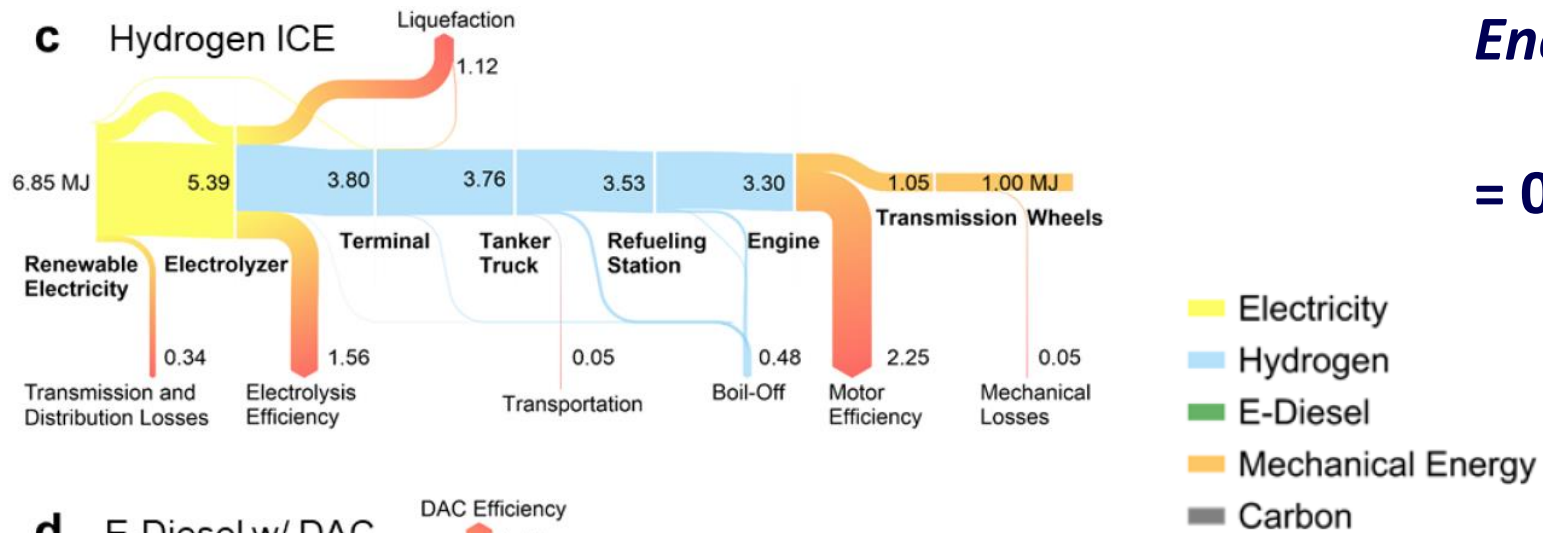 c Hydrogen ICE
Liquefaction
1.12
6.85 MJ
5.39
3.80
3.76
3.53
3.30
1.05
1.00 MJ
Renewable
Electricity
Electrolyzer
Terminal
Tanker
Truck
Refueling
Station
Engine
Transmission
Wheels
0.34
1.56
0.05
0.48
2.25
0.05
Transmission and
Distribution Losses
Electrolysis
Efficiency
Transportation
Boil-Off
Motor
Efficiency
Mechanical
Losses
= 0
Electricity
Hydrogen
E-Diesel
Mechanical Energy
Carbon
d E-Diesel w/ DAC
DAC Efficiency